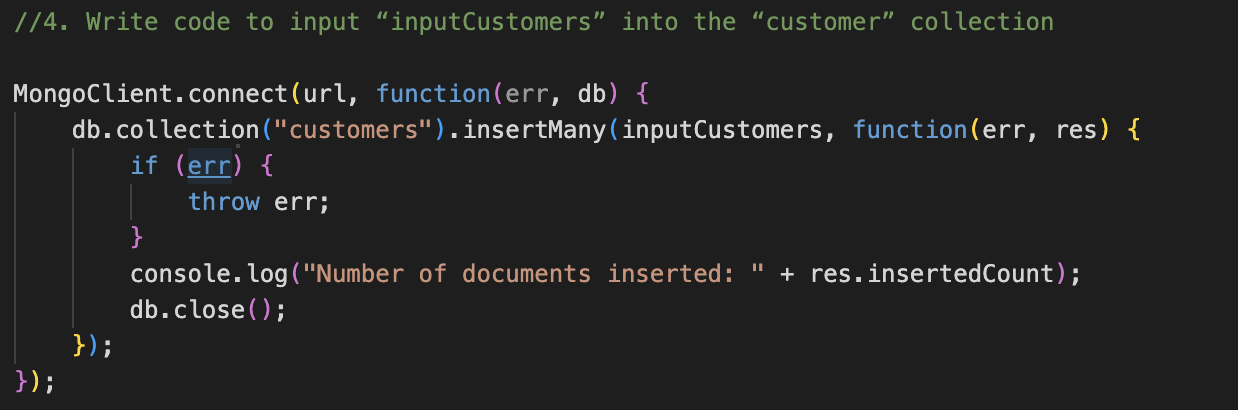 //4. Write code to input “inputCustomers” into the “customer” collection
MongoClient.connect(url, function(err, db) {
db.collection("customers").insertMany(inputCustomers, function(err, res) {
if (err) {
throw err;
}
console.log("Number of documents inserted: " + res.insertedCount);
db.close();
});
});